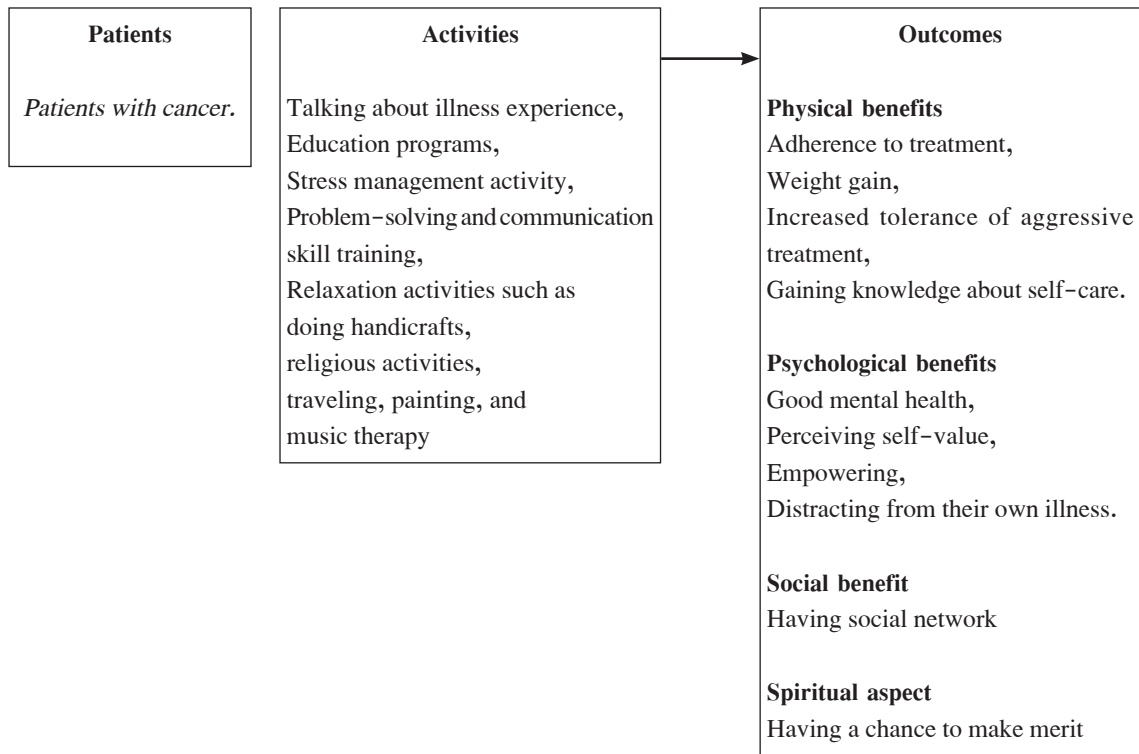 Patients
Patients with cancer.
Activities
Talking about illness experience,
Education programs,
Stress management activity,
Problem-solving and communication
skill training,
Relaxation activities such as
doing handicrafts,
religious activities,
traveling, painting, and
music therapy
Outcomes
Physical benefits
Adherence to treatment,
Weight gain,
Increased tolerance of aggressive
treatment,
Gaining knowledge about self-care.
Psychological benefits
Good mental health,
Perceiving self-value,
Empowering,
Distracting from their own illness.
Social benefit
Having social network
Spiritual aspect
Having a chance to make merit